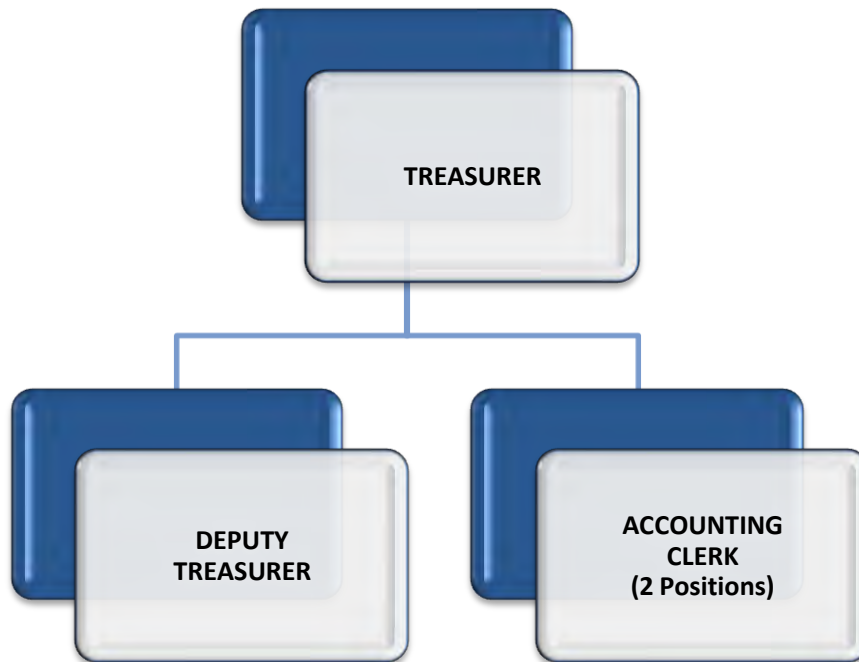 TREASURER
DEPUTY
TREASURER
ACCOUNTING
CLERK
(2 Positions)